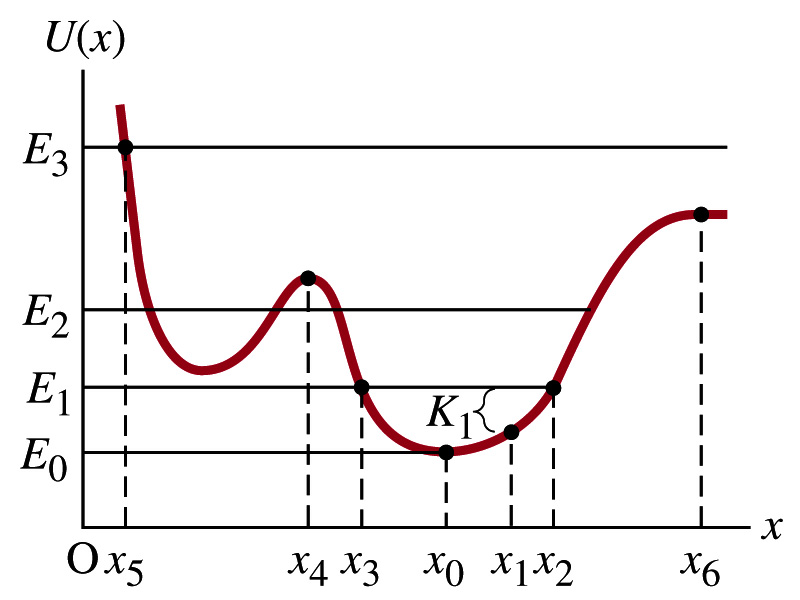 U(x)
E₃
E₂
E₁
K₁
E₀
O x₅ x₄ x₃ x₀ x₁ x₂ x₆
x